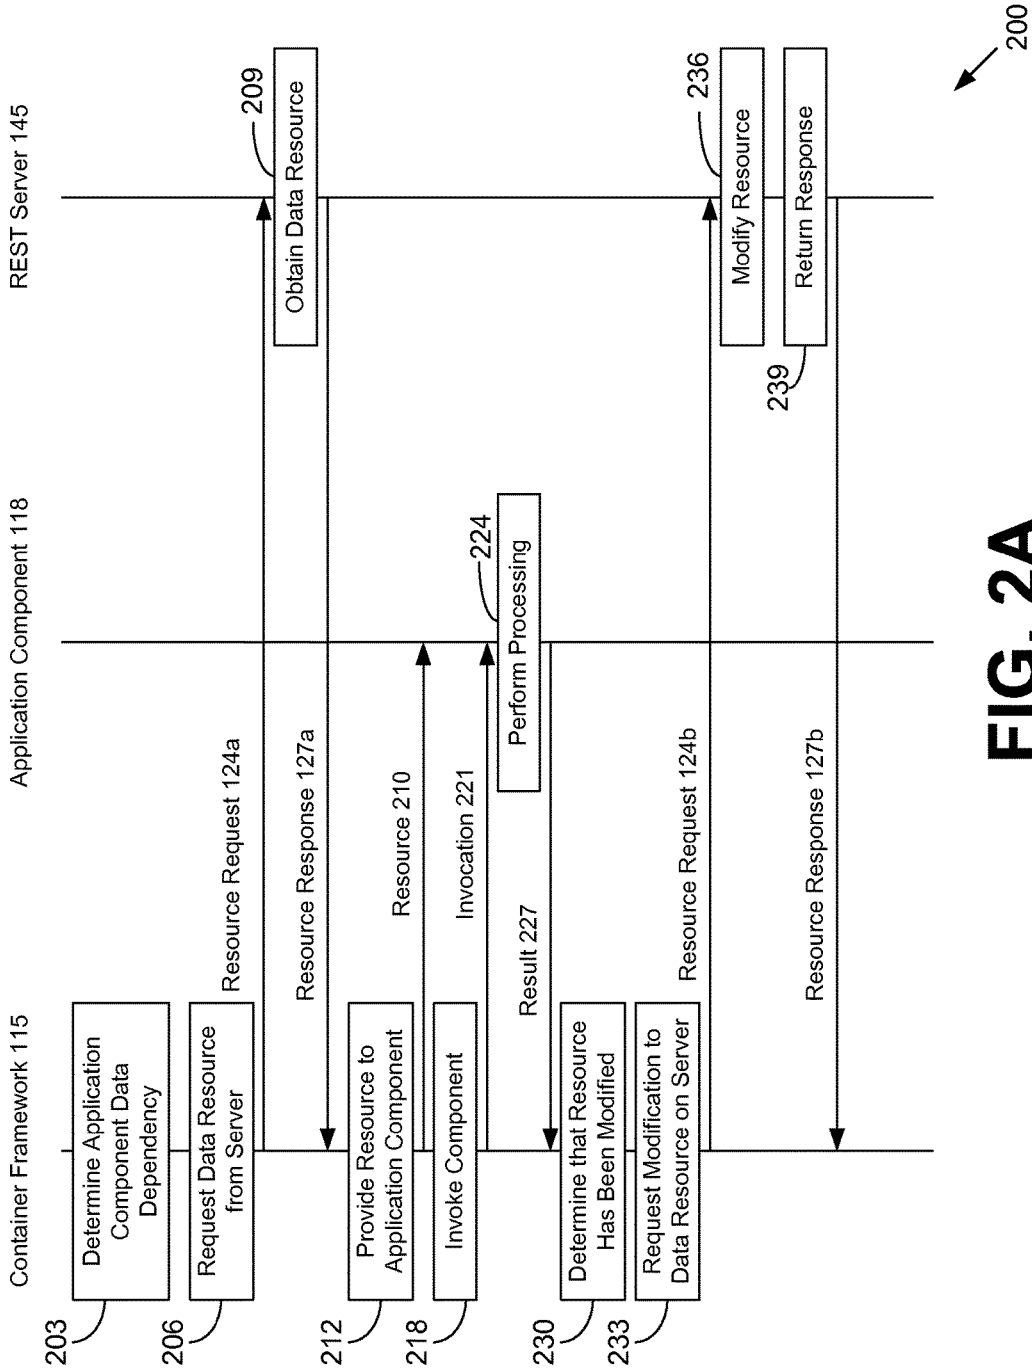 Container Framework 115
Application Component 118
REST Server 145
203
Determine Application
Component Data
Dependency
206
Request Data Resource
from Server
Resource Request 124a
209
Obtain Data Resource
Resource Response 127a
212
Provide Resource to
Application Component
Resource 210
218
Invoke Component
Invocation 221
224
Perform Processing
Result 227
230
Determine that Resource
Has Been Modified
233
Request Modification to
Data Resource on Server
Resource Request 124b
236
Modify Resource
239
Return Response
Resource Response 127b
200
FIG. 2A